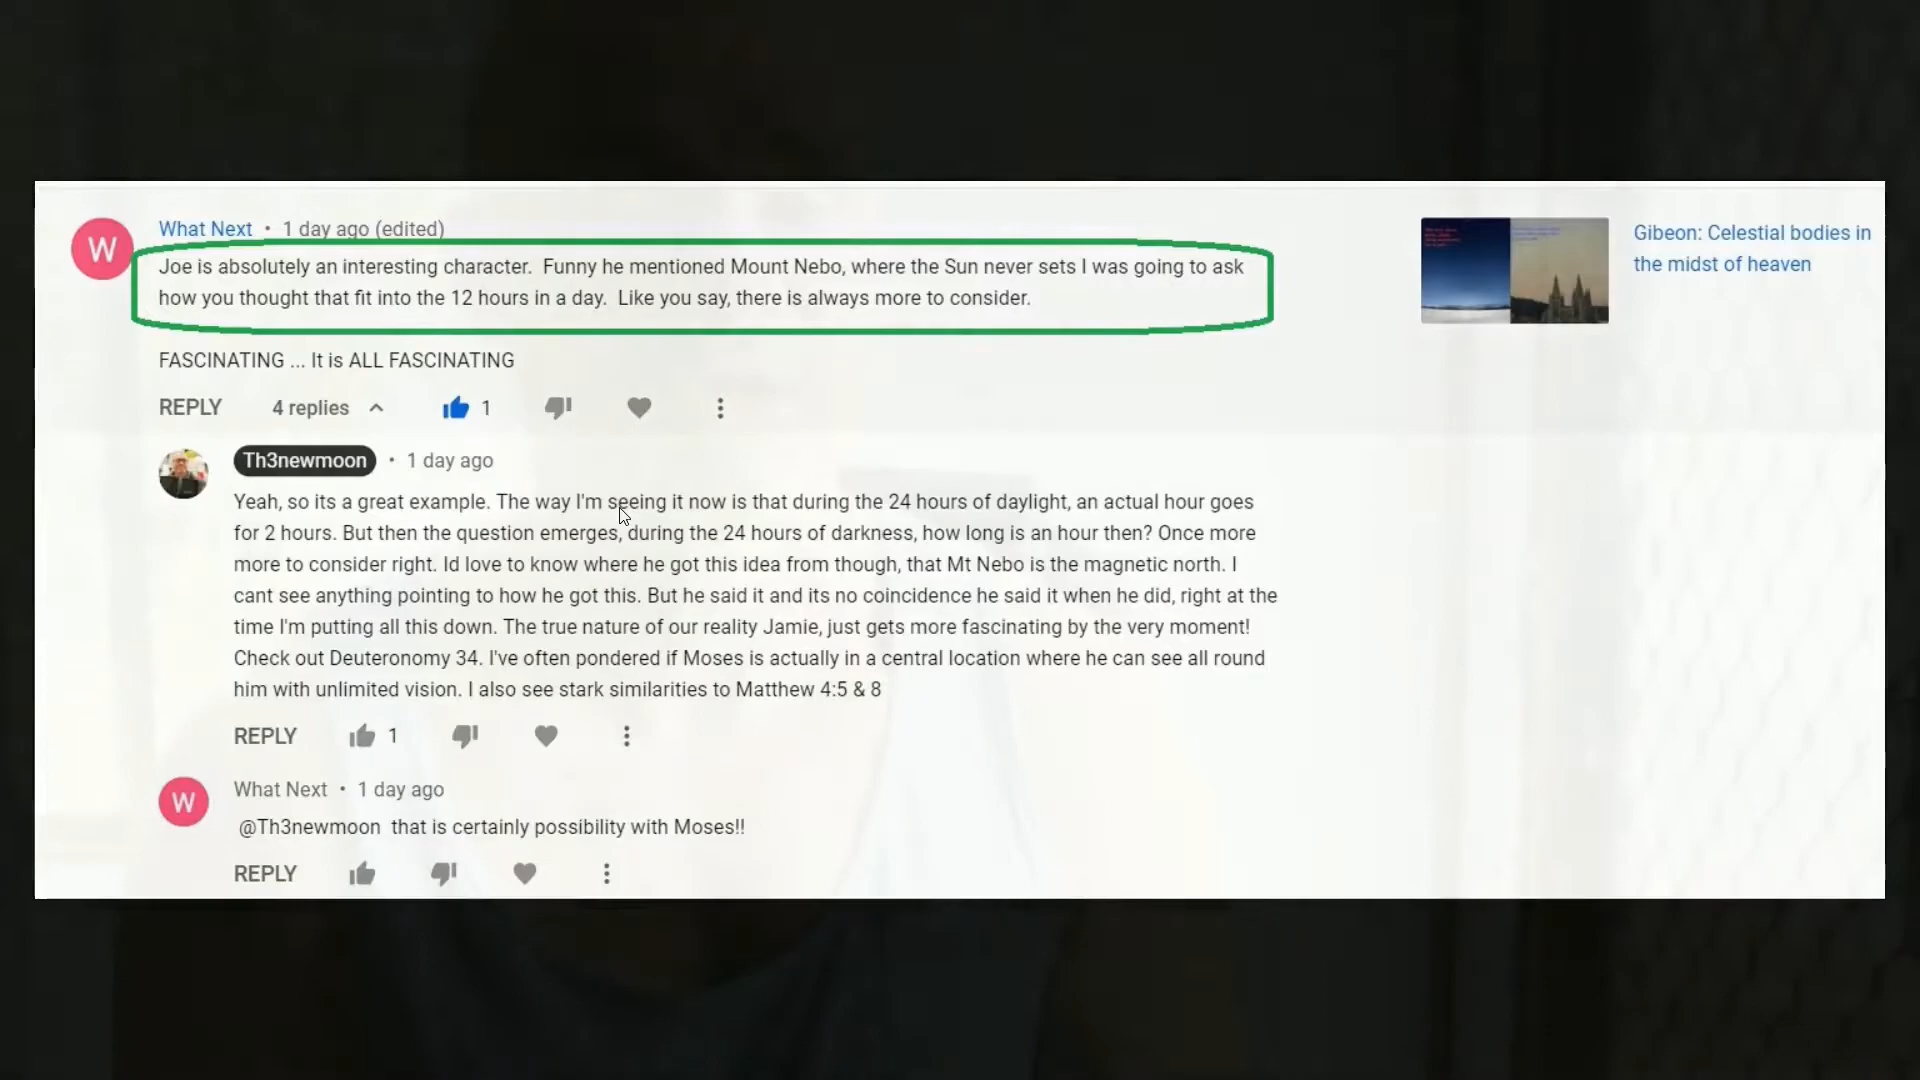 What Next • 1 day ago (edited)
Joe is absolutely an interesting character. Funny he mentioned Mount Nebo, where the Sun never sets I was going to ask
how you thought that fit into the 12 hours in a day. Like you say, there is always more to consider.
FASCINATING ... It is ALL FASCINATING
REPLY 4 replies 1
Gibeon: Celestial bodies in
the midst of heaven
Th3newmoon • 1 day ago
Yeah, so its a great example. The way I'm seeing it now is that during the 24 hours of daylight, an actual hour goes
for 2 hours. But then the question emerges, during the 24 hours of darkness, how long is an hour then? Once more
more to consider right. Id love to know where he got this idea from though, that Mt Nebo is the magnetic north. I
cant see anything pointing to how he got this. But he said it and its no coincidence he said it when he did, right at the
time I'm putting all this down. The true nature of our reality Jamie, just gets more fascinating by the very moment!
Check out Deuteronomy 34. I've often pondered if Moses is actually in a central location where he can see all round
him with unlimited vision. I also see stark similarities to Matthew 4:5 & 8
REPLY 1
What Next • 1 day ago
@Th3newmoon that is certainly possibility with Moses!!
REPLY
W
W